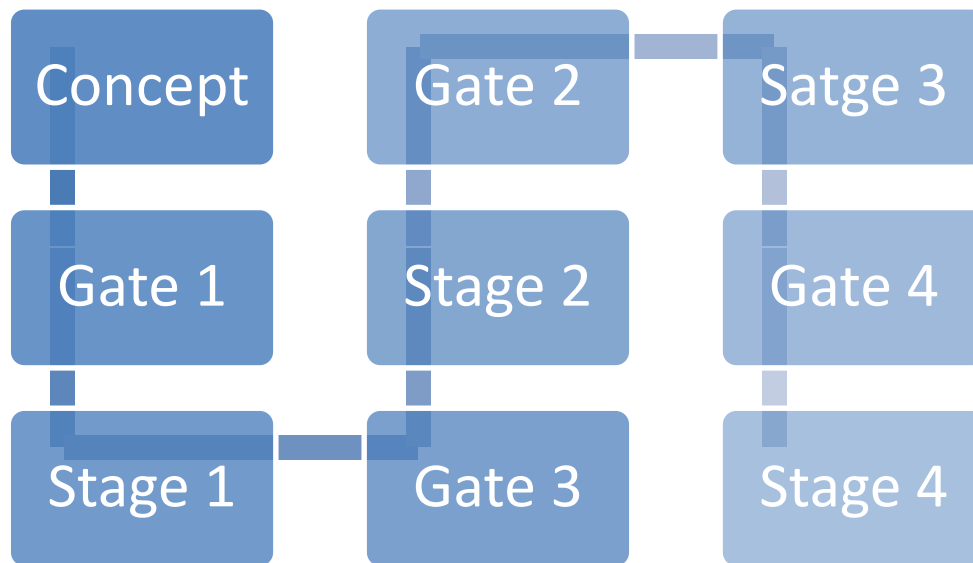 Concept
Gate 1
Stage 1
Gate 3
Stage 2
Gate 2
Satge 3
Gate 4
Stage 4